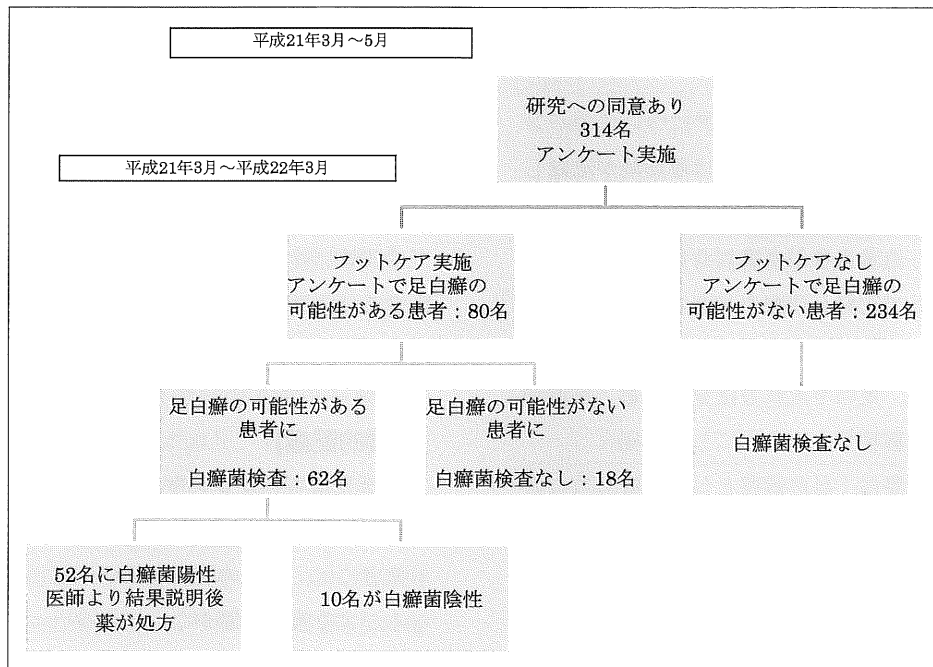 平成21年3月～5月
研究への同意あり
314名
アンケート実施
平成21年3月～平成22年3月
フットケア実施
アンケートで足白癬の
可能性がある患者：80名
フットケアなし
アンケートで足白癬の
可能性がない患者：234名
足白癬の可能性がある
患者に
白癬菌検査：62名
足白癬の可能性がない
患者に
白癬菌検査なし：18名
白癬菌検査なし
52名に白癬菌陽性
医師より結果説明後
薬が処方
10名が白癬菌陰性